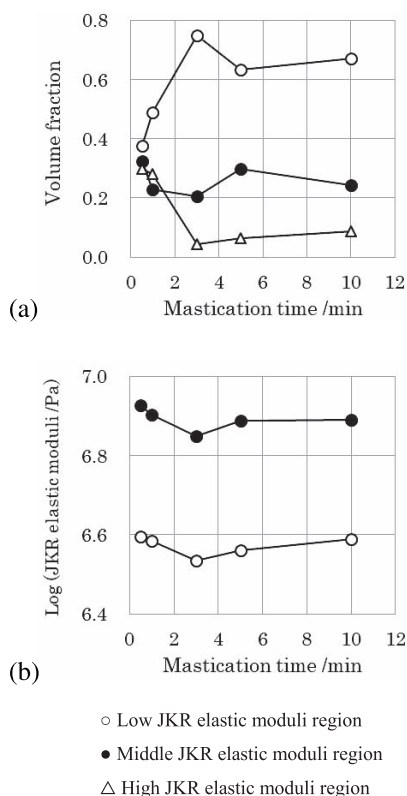 0.8
0.6
0.4
0.2
0.0
Volume fraction
0 2 4 6 8 10 12
Mastication time /min
(a)
7.0
6.8
6.6
6.4
Log (JKR elastic moduli /Pa)
0 2 4 6 8 10 12
Mastication time /min
(b)
○ Low JKR elastic moduli region
● Middle JKR elastic moduli region
△ High JKR elastic moduli region